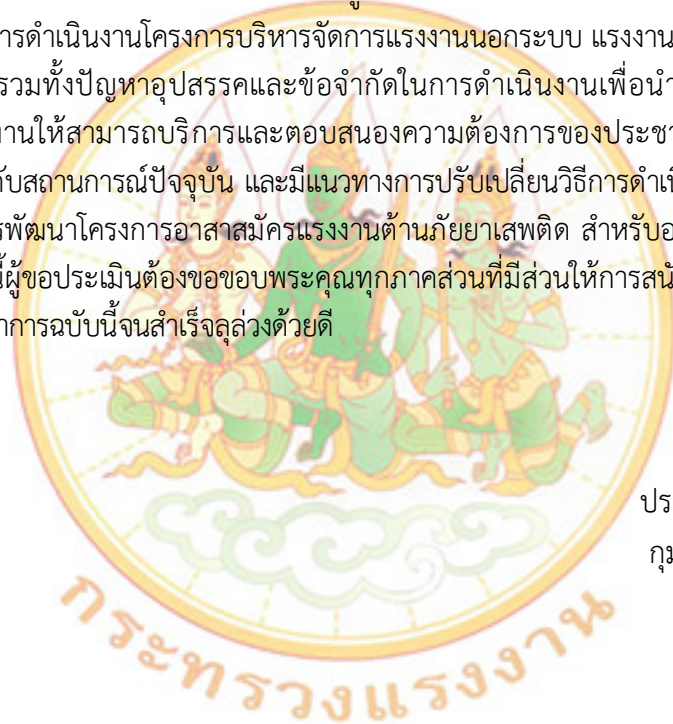 การดำเนินงานโครงการบริหารจัดการแรงงานนอกระบบ แรงงาน
รวมทั้งปัญหาอุปสรรคและข้อจำกัดในการดำเนินงานเพื่อนำ
งานให้สามารถบริการและตอบสนองความต้องการของประชา
กับสถานการณ์ปัจจุบัน และมีแนวทางการปรับเปลี่ยนวิธีการดำเนิ
รพัฒนาโครงการอาสาสมัครแรงงานต้านภัยยาเสพติด สำหรับอ
นี้ผู้ขอประเมินต้องขอขอบพระคุณทุกภาคส่วนที่มีส่วนให้การสนั
าการฉบับนี้จนสำเร็จลุล่วงด้วยดี
ปร
กุม
กระทรวงแรงงาน